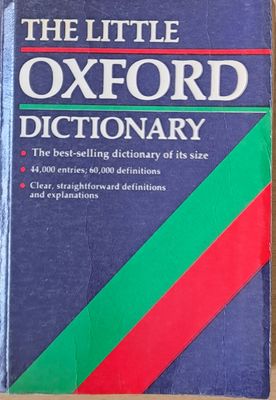 THE LITTLE
OXFORD
DICTIONARY
• The best-selling dictionary of its size
• 44,000 entries; 60,000 definitions
• Clear, straightforward definitions
and explanations